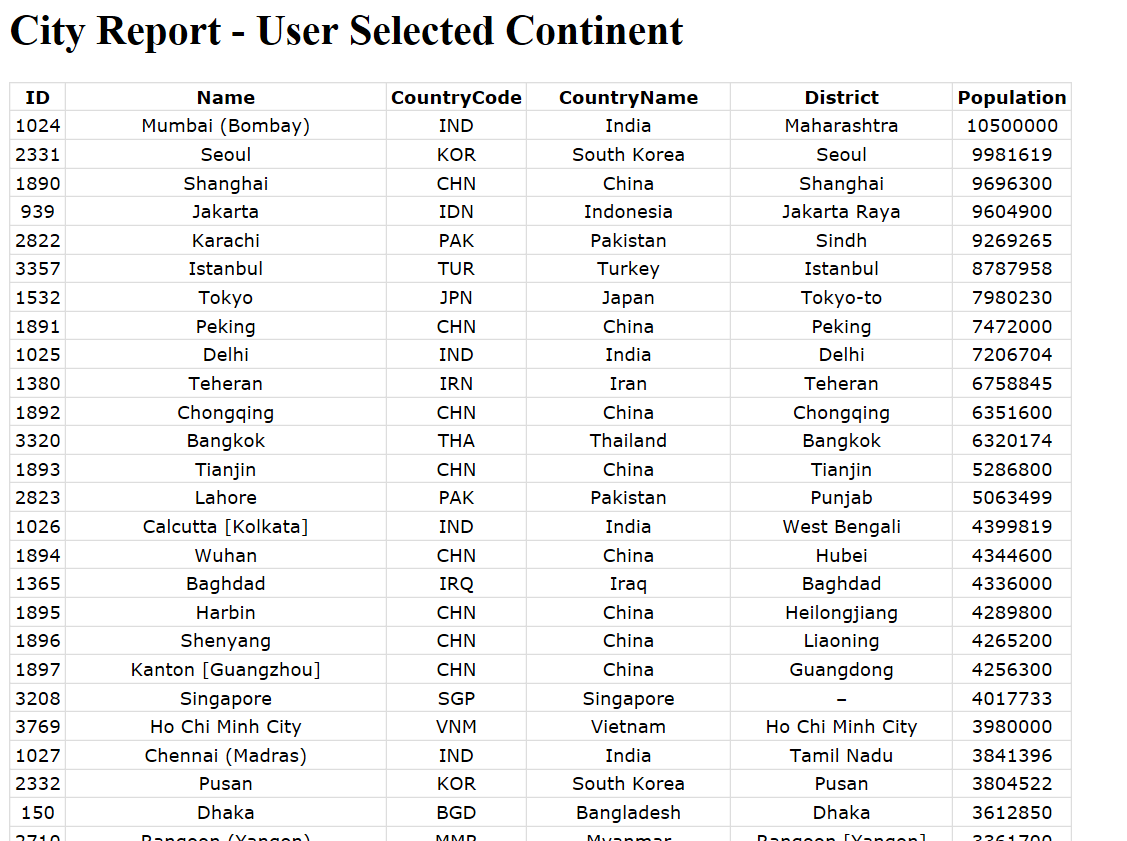 City Report - User Selected Continent
ID Name CountryCode CountryName District Population
1024 Mumbai (Bombay) IND India Maharashtra 10500000
2331 Seoul KOR South Korea Seoul 9981619
1890 Shanghai CHN China Shanghai 9696300
939 Jakarta IDN Indonesia Jakarta Raya 9604900
2822 Karachi PAK Pakistan Sindh 9269265
3357 Istanbul TUR Turkey Istanbul 8787958
1532 Tokyo JPN Japan Tokyo-to 7980230
1891 Peking CHN China Peking 7472000
1025 Delhi IND India Delhi 7206704
1380 Teheran IRN Iran Teheran 6758845
1892 Chongqing CHN China Chongqing 6351600
3320 Bangkok THA Thailand Bangkok 6320174
1893 Tianjin CHN China Tianjin 5286800
2823 Lahore PAK Pakistan Punjab 5063499
1026 Calcutta [Kolkata] IND India West Bengali 4399819
1894 Wuhan CHN China Hubei 4344600
1365 Baghdad IRQ Iraq Baghdad 4336000
1895 Harbin CHN China Heilongjiang 4289800
1896 Shenyang CHN China Liaoning 4265200
1897 Kanton [Guangzhou] CHN China Guangdong 4256300
3208 Singapore SGP Singapore – 4017733
3769 Ho Chi Minh City VNM Vietnam Ho Chi Minh City 3980000
1027 Chennai (Madras) IND India Tamil Nadu 3841396
2332 Pusan KOR South Korea Pusan 3804522
150 Dhaka BGD Bangladesh Dhaka 3612850
Rangoon (Yangon) MMR Myanmar Rangoon [Yangon]